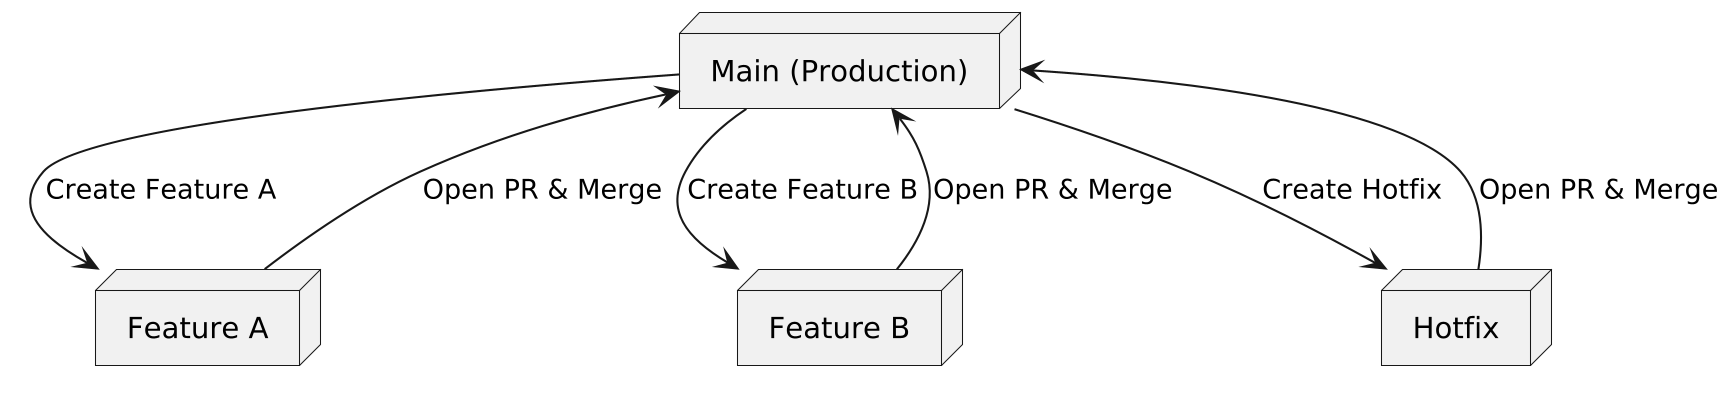 Main (Production)
Create Feature A
Open PR & Merge
Create Feature B
Open PR & Merge
Create Hotfix
Open PR & Merge
Feature A
Feature B
Hotfix